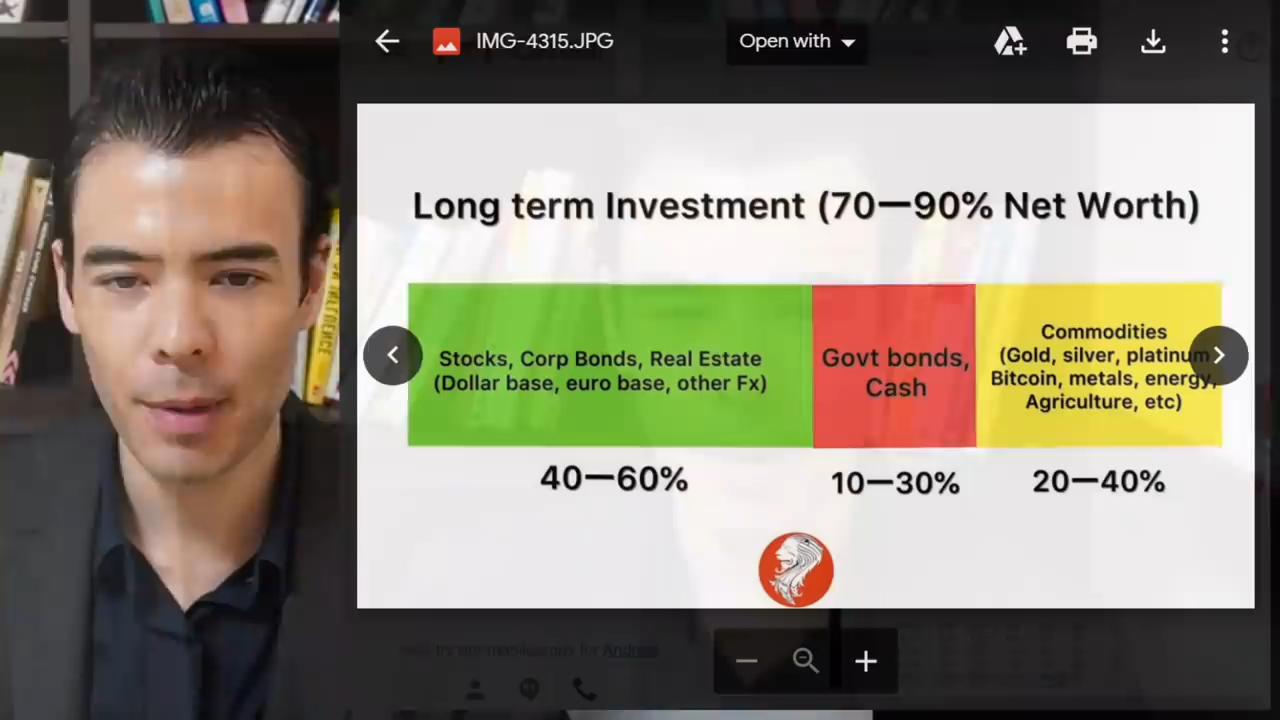 IMG-4315.JPG
Open with
Long term Investment (70—90% Net Worth)
Stocks, Corp Bonds, Real Estate
(Dollar base, euro base, other Fx)
Govt bonds,
Cash
Commodities
(Gold, silver, platinum
Bitcoin, metals, energy,
Agriculture, etc)
40—60%
10—30%
20—40%